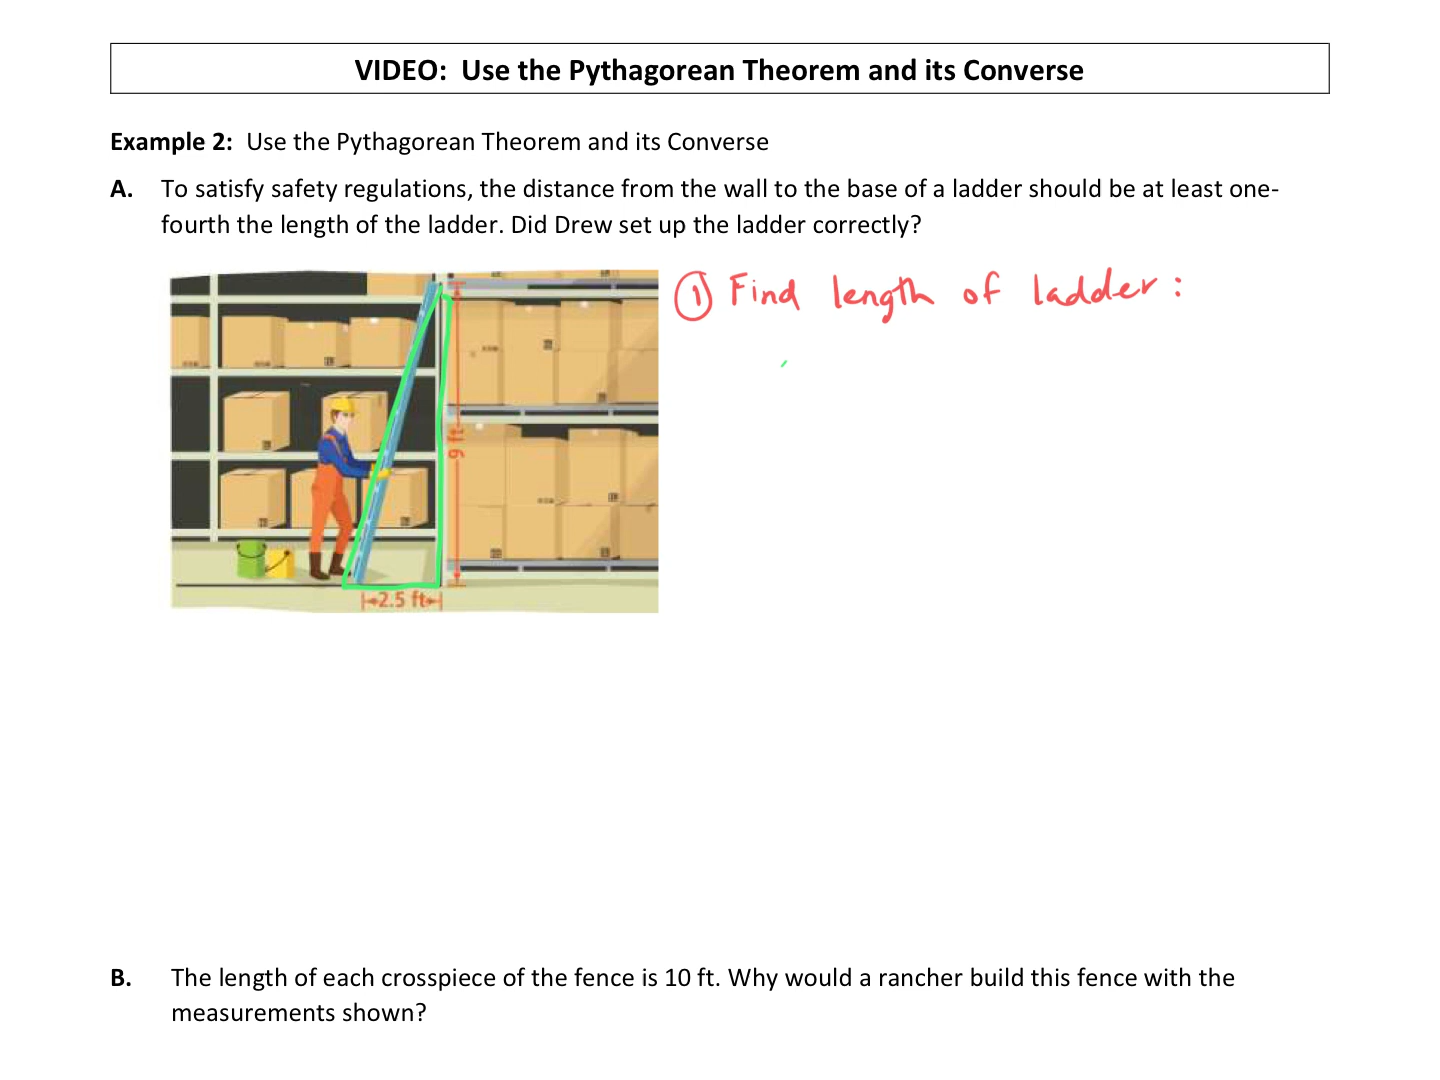 VIDEO: Use the Pythagorean Theorem and its Converse
Example 2: Use the Pythagorean Theorem and its Converse
A. To satisfy safety regulations, the distance from the wall to the base of a ladder should be at least one-
fourth the length of the ladder. Did Drew set up the ladder correctly?
① Find length of ladder:
9 ft
2.5 ft
B. The length of each crosspiece of the fence is 10 ft. Why would a rancher build this fence with the
measurements shown?